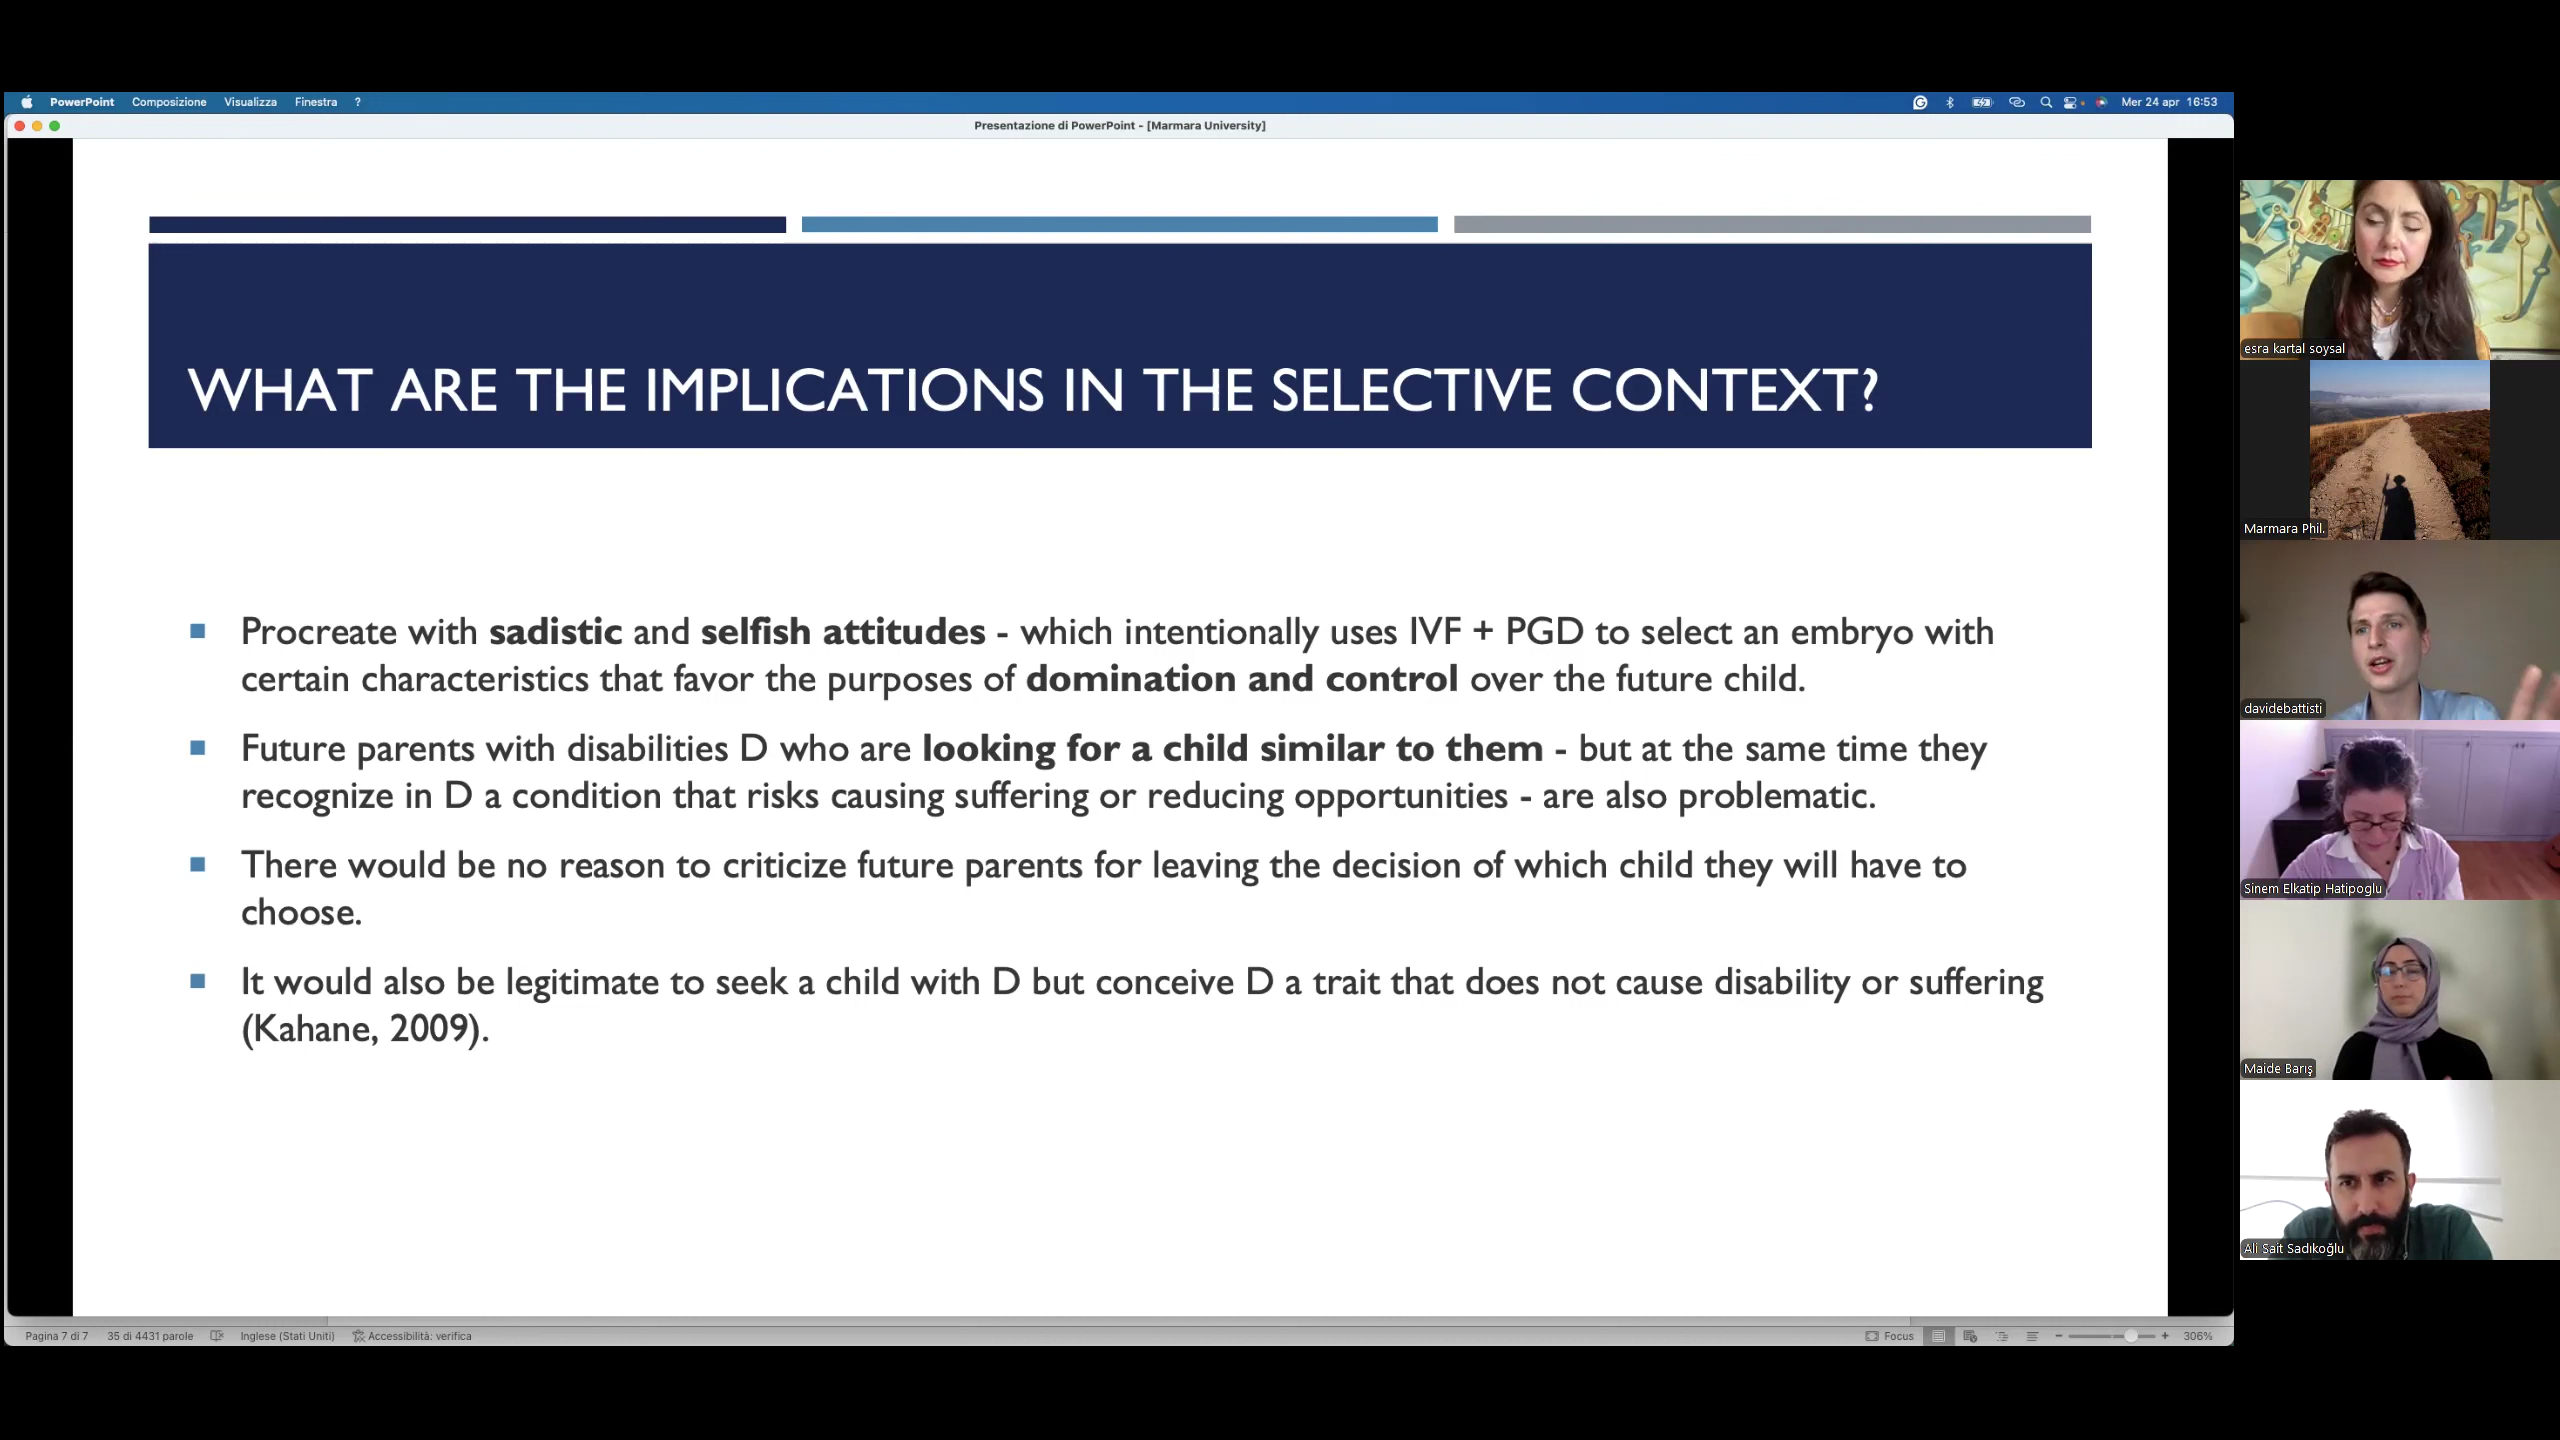 PowerPoint Composizione Visualizza Finestra ? Mer 24 apr 16:53
Presentazione di PowerPoint - [Marmara University]
WHAT ARE THE IMPLICATIONS IN THE SELECTIVE CONTEXT?
▪ Procreate with sadistic and selfish attitudes - which intentionally uses IVF + PGD to select an embryo with
certain characteristics that favor the purposes of domination and control over the future child.
▪ Future parents with disabilities D who are looking for a child similar to them - but at the same time they
recognize in D a condition that risks causing suffering or reducing opportunities - are also problematic.
▪ There would be no reason to criticize future parents for leaving the decision of which child they will have to
choose.
▪ It would also be legitimate to seek a child with D but conceive D a trait that does not cause disability or suffering
(Kahane, 2009).
Pagina 7 di 7 35 di 4431 parole Inglese (Stati Uniti) Accessibilità: verifica Focus − + 306%
esra kartal soysal
Marmara Phil.
davidebattisti
Sinem Elkatip Hatipoglu
Maide Barış
Ali Sait Sadıkoğlu